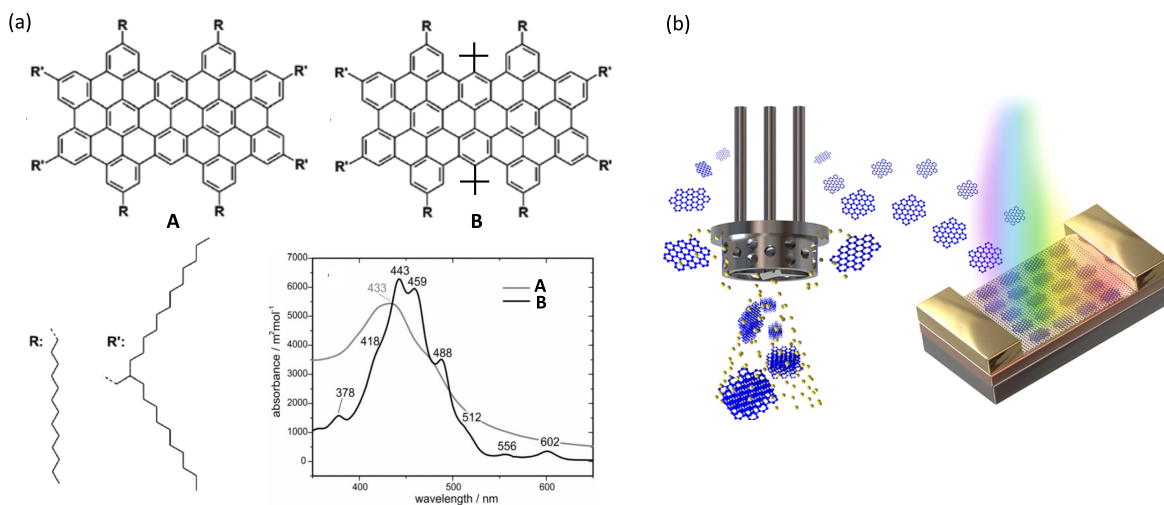 (a)
R
R
R'
R'
R'
R'
R
R
A
R
R
R'
R'
R'
R'
R
R
B
R:
R':
7000
6000
5000
4000
3000
2000
1000
0
absorbance / m²mol⁻¹
378
418
433
443
459
488
512
556
602
A
B
400
500
600
wavelength / nm
(b)